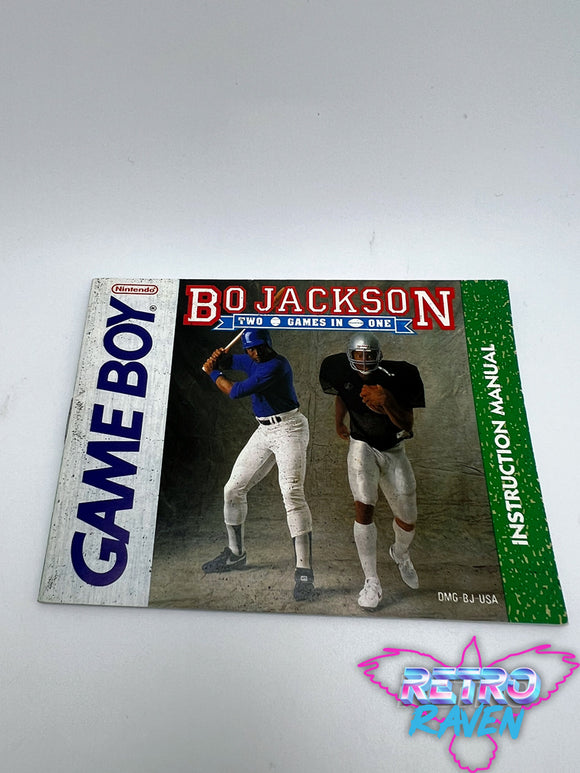 Nintendo
GAME BOY®
BO JACKSON
TWO GAMES IN ONE
INSTRUCTION MANUAL
DMG-BJ-USA
RETRO
RAVEN